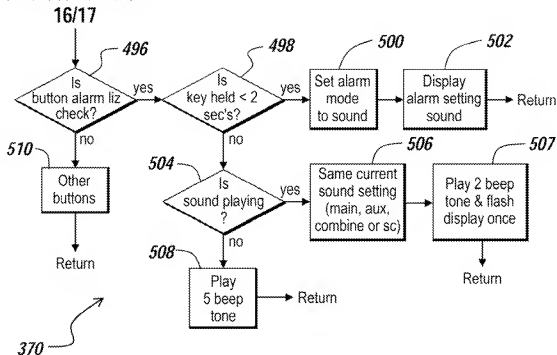 16/17
496
Is
button alarm liz
check?
yes
no
498
Is
key held < 2
sec's?
yes
no
500
Set alarm
mode
to sound
502
Display
alarm setting
sound
Return
510
Other
buttons
Return
504
Is
sound playing
?
yes
no
506
Same current
sound setting
(main, aux,
combine or sc)
507
Play 2 beep
tone & flash
display once
Return
508
Play
5 beep
tone
Return
370